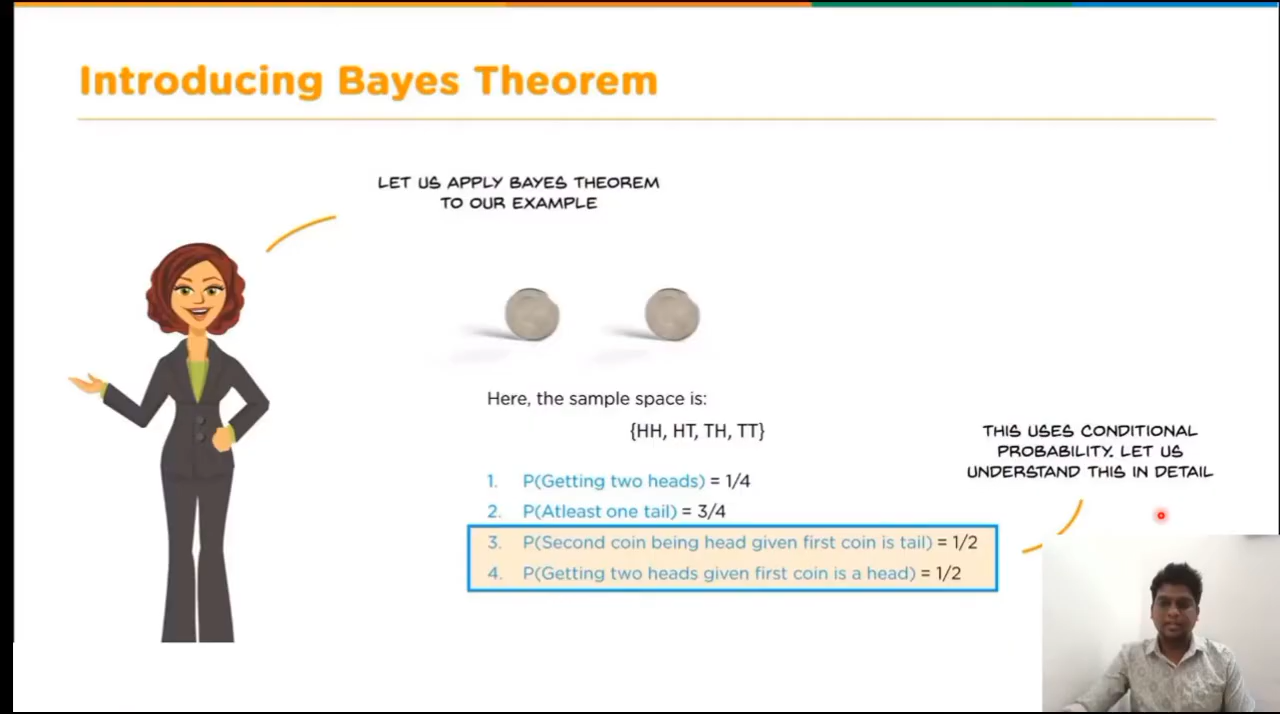 Introducing Bayes Theorem
LET US APPLY BAYES THEOREM
TO OUR EXAMPLE
Here, the sample space is:
{HH, HT, TH, TT}
1. P(Getting two heads) = 1/4
2. P(Atleast one tail) = 3/4
3. P(Second coin being head given first coin is tail) = 1/2
4. P(Getting two heads given first coin is a head) = 1/2
THIS USES CONDITIONAL
PROBABILITY. LET US
UNDERSTAND THIS IN DETAIL